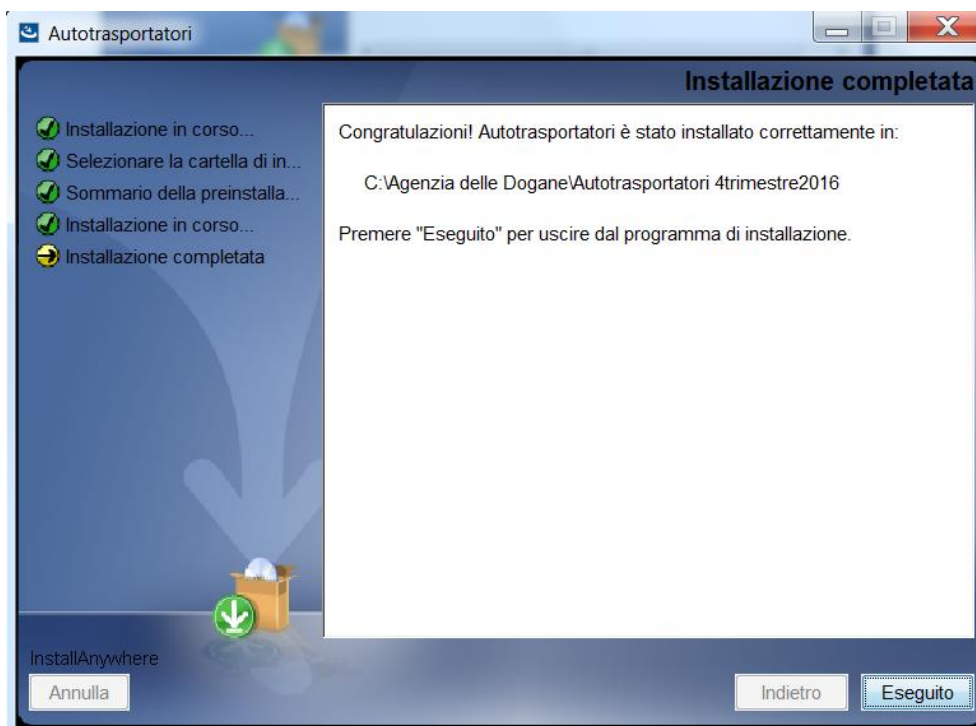 Autotrasportatori
Installazione completata
Installazione in corso...
Selezionare la cartella di in...
Sommario della preinstalla...
Installazione in corso...
Installazione completata
Congratulazioni! Autotrasportatori è stato installato correttamente in:
C:\Agenzia delle Dogane\Autotrasportatori 4trimestre2016
Premere "Eseguito" per uscire dal programma di installazione.
InstallAnywhere
Annulla
Indietro
Eseguito